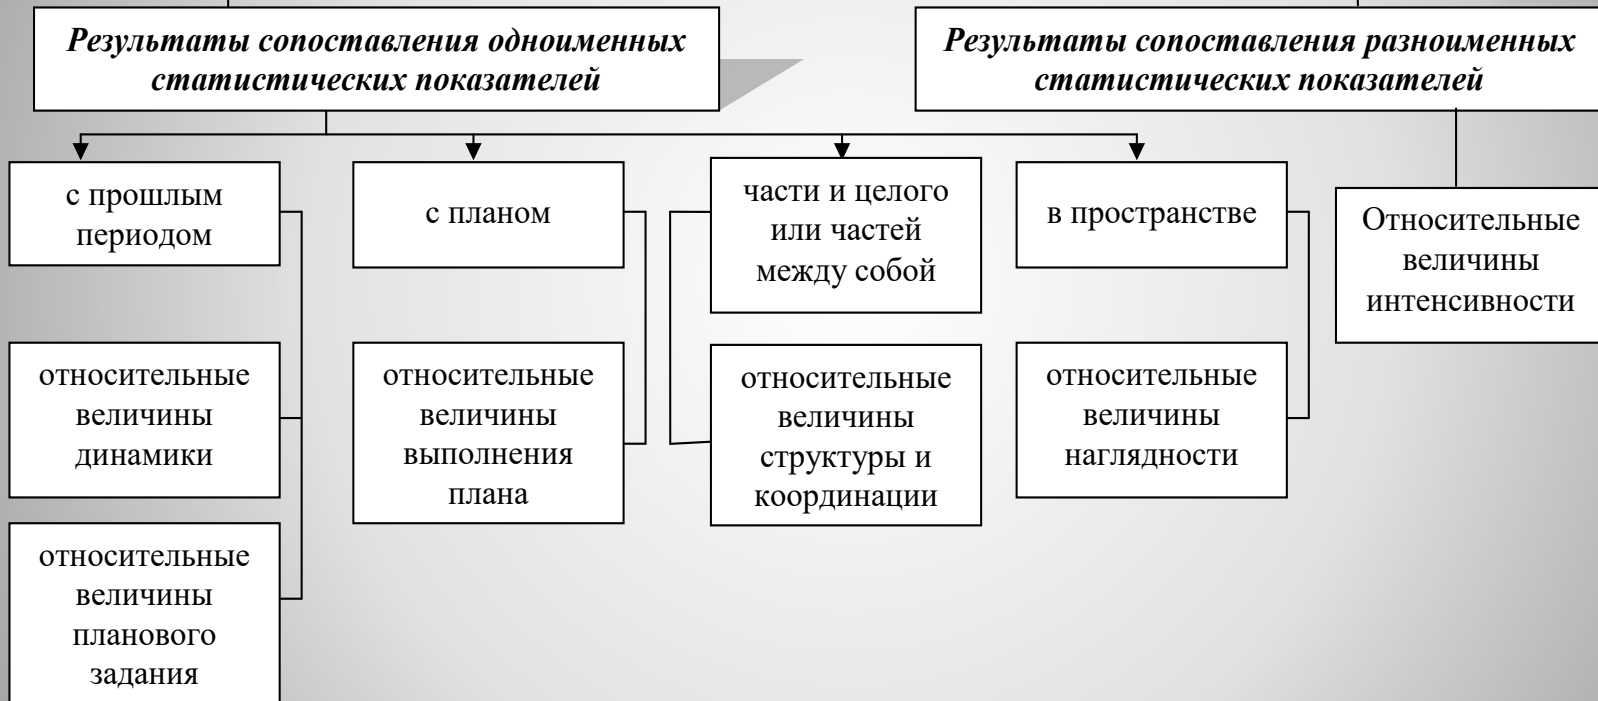 Результаты сопоставления одноименных
статистических показателей
Результаты сопоставления разноименных
статистических показателей
с прошлым
периодом
с планом
части и целого
или частей
между собой
в пространстве
Относительные
величины
интенсивности
относительные
величины
динамики
относительные
величины
выполнения
плана
относительные
величины
структуры и
координации
относительные
величины
наглядности
относительные
величины
планового
задания